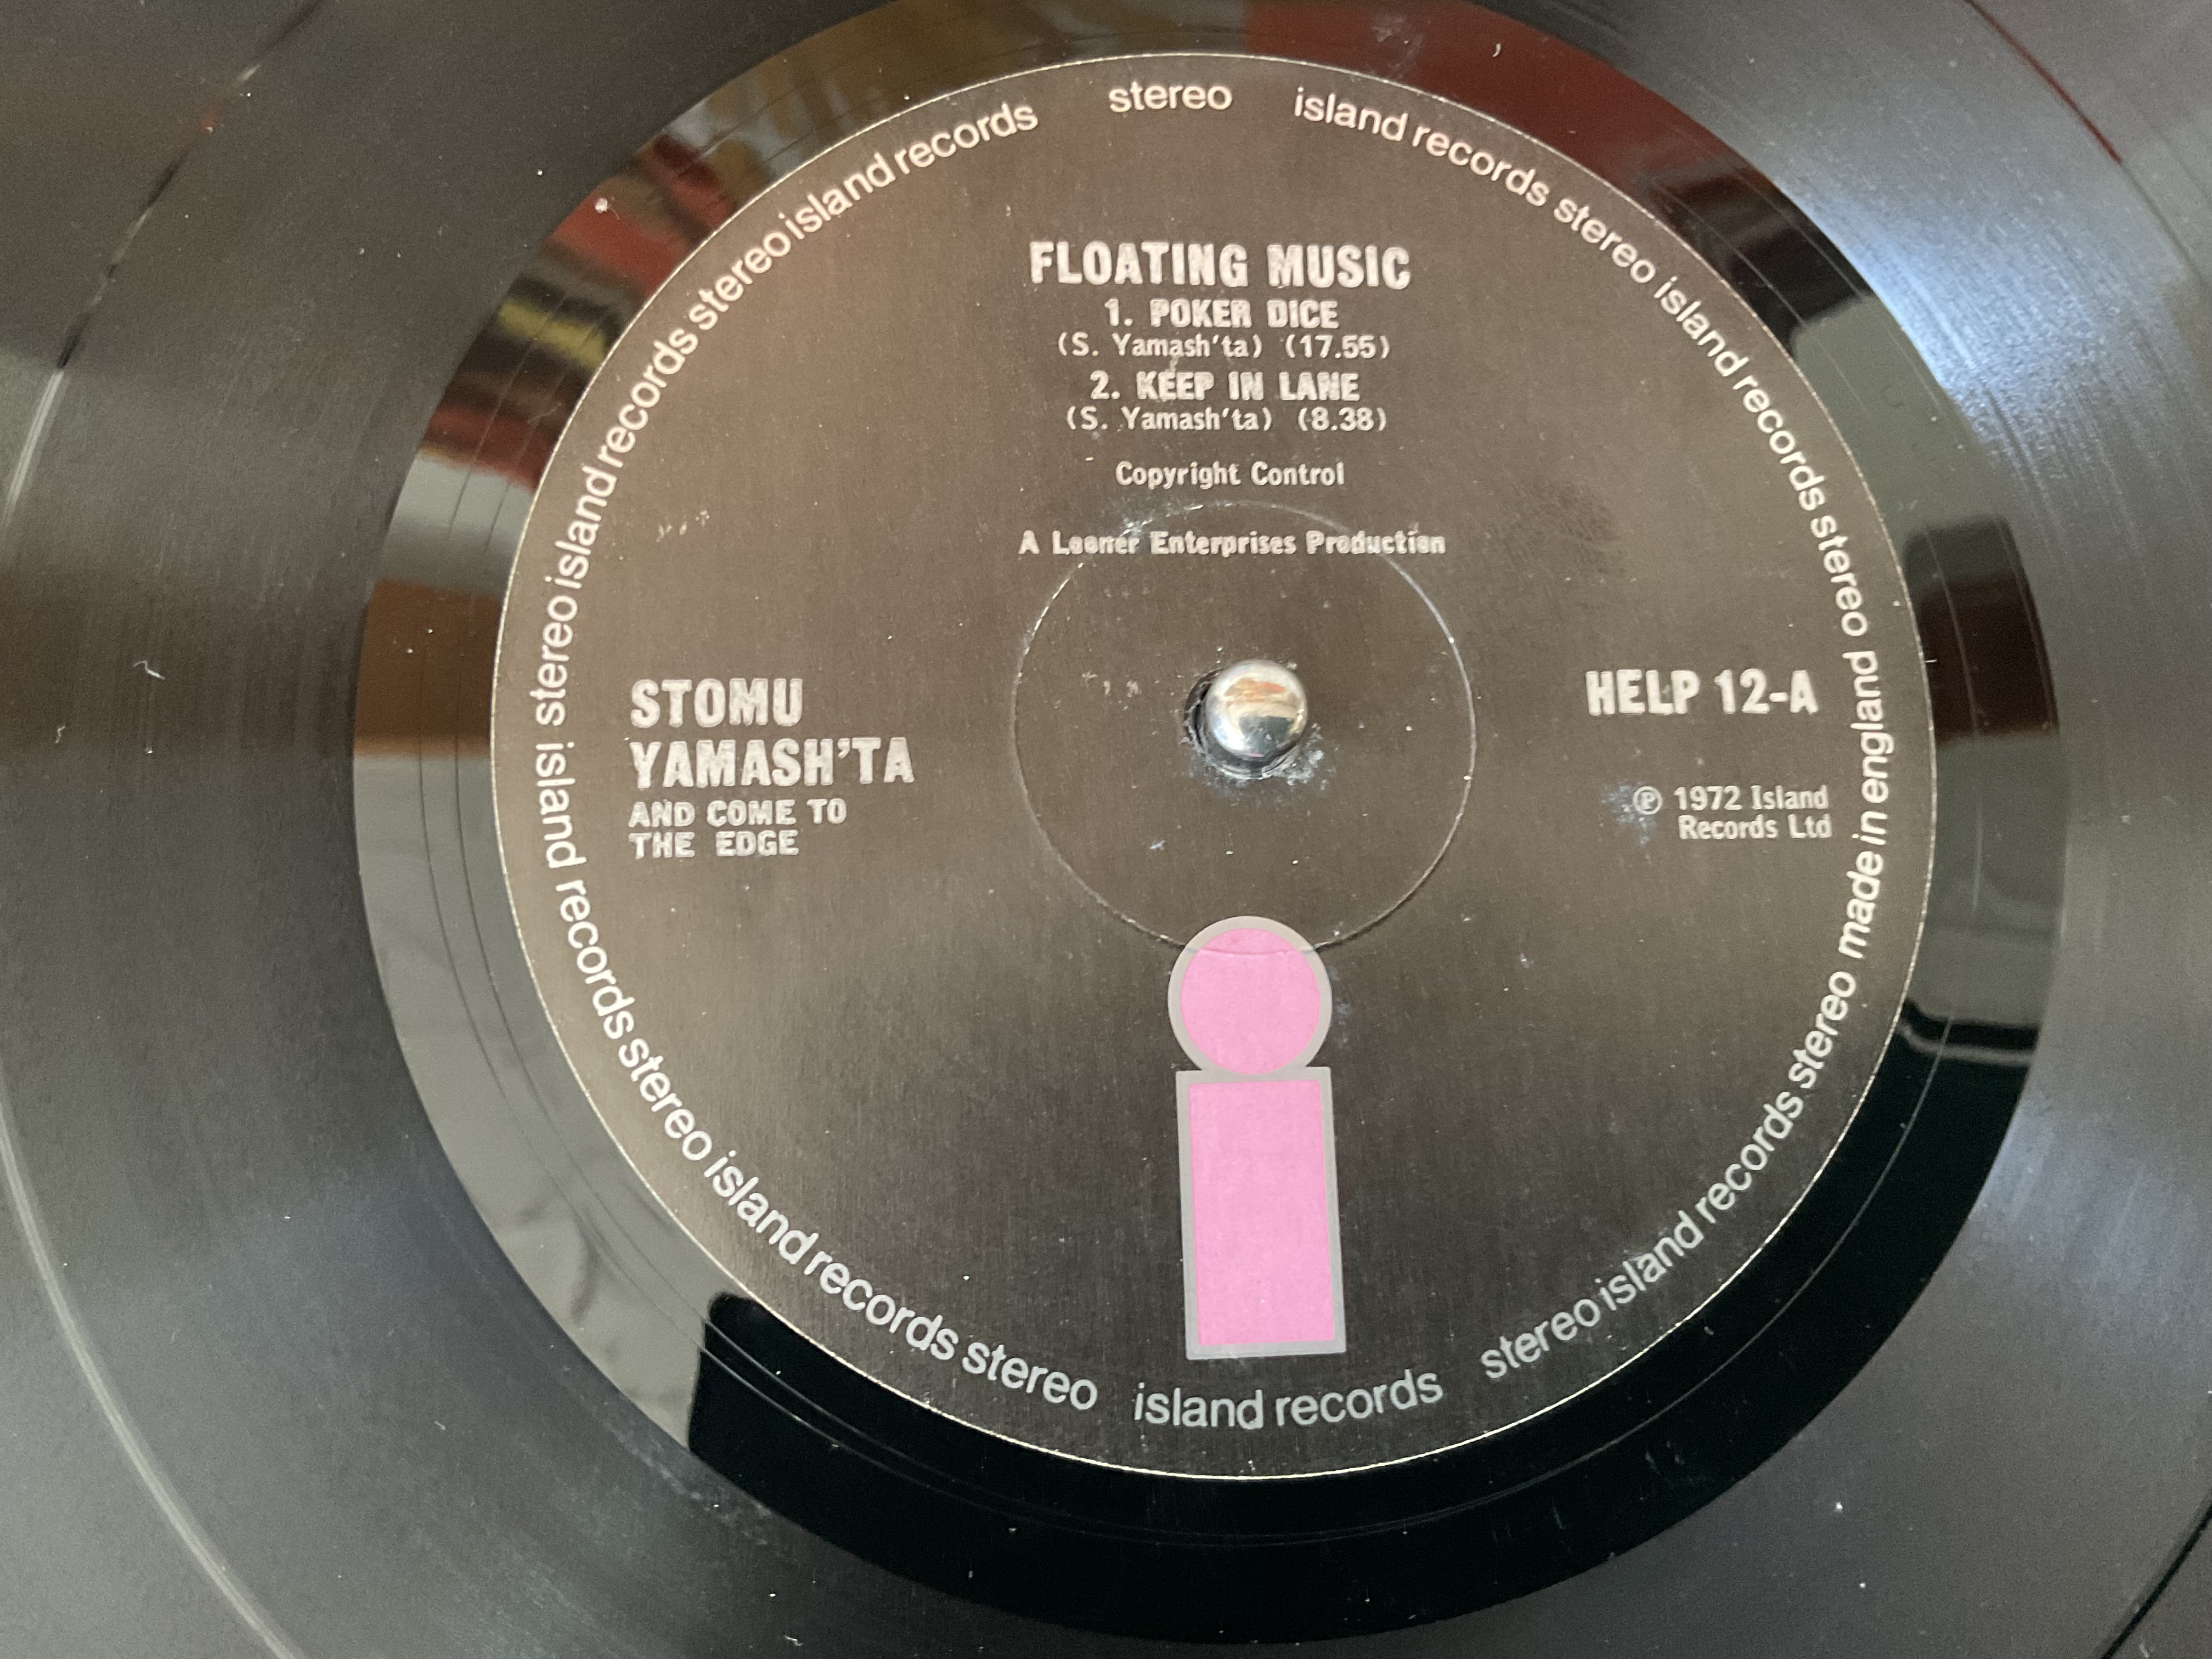 stereo island records stereo island records stereo island records stereo made in england
FLOATING MUSIC
1. POKER DICE
(S. Yamash'ta) (17.55)
2. KEEP IN LANE
(S. Yamash'ta) (8.38)
Copyright Control
A Looner Enterprises Production
STOMU
YAMASH'TA
AND COME TO
THE EDGE
HELP 12-A
℗ 1972 Island
Records Ltd
stereo island records stereo island records stereo island records
island records stereo island records stereo
island records
stereo island records stereo